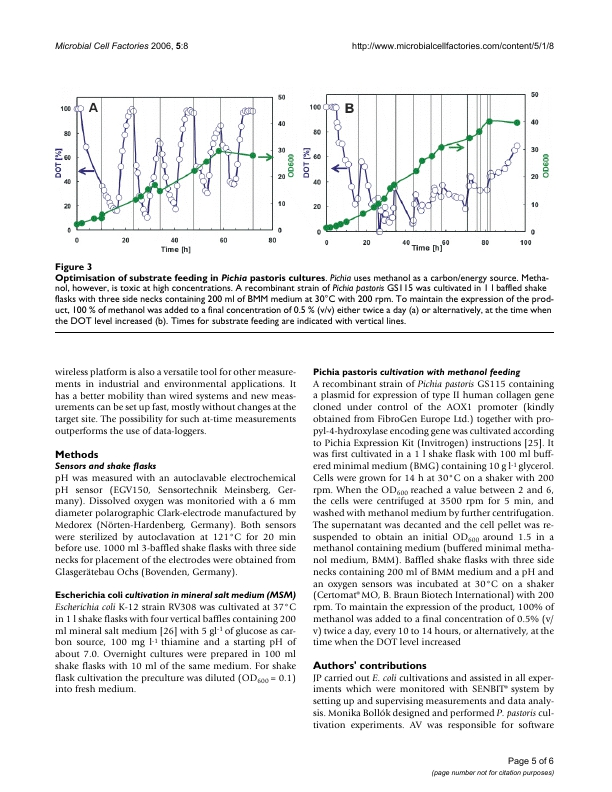 Microbial Cell Factories 2006, 5:8
http://www.microbialcellfactories.com/content/5/1/8
A
DOT [%]
100
80
60
40
20
0
50
40
30
20
10
0
OD600
0
20
40
60
80
Time [h]
B
DOT [%]
100
80
60
40
20
0
50
40
30
20
10
0
OD600
0
20
40
60
80
100
Time [h]
Figure 3
Optimisation of substrate feeding in Pichia pastoris cultures. Pichia uses methanol as a carbon/energy source. Metha-
nol, however, is toxic at high concentrations. A recombinant strain of Pichia pastoris GS115 was cultivated in 1 l baffled shake
flasks with three side necks containing 200 ml of BMM medium at 30°C with 200 rpm. To maintain the expression of the prod-
uct, 100 % of methanol was added to a final concentration of 0.5 % (v/v) either twice a day (a) or alternatively, at the time when
the DOT level increased (b). Times for substrate feeding are indicated with vertical lines.
wireless platform is also a versatile tool for other measure-
ments in industrial and environmental applications. It
has a better mobility than wired systems and new meas-
urements can be set up fast, mostly without changes at the
target site. The possibility for such at-time measurements
outperforms the use of data-loggers.
Methods
Sensors and shake flasks
pH was measured with an autoclavable electrochemical
pH sensor (EGV150, Sensortechnik Meinsberg, Ger-
many). Dissolved oxygen was monitoried with a 6 mm
diameter polarographic Clark-electrode manufactured by
Medorex (Nörten-Hardenberg, Germany). Both sensors
were sterilized by autoclavation at 121°C for 20 min
before use. 1000 ml 3-baffled shake flasks with three side
necks for placement of the electrodes were obtained from
Glasgerätebau Ochs (Bovenden, Germany).
Escherichia coli cultivation in mineral salt medium (MSM)
Escherichia coli K-12 strain RV308 was cultivated at 37°C
in 1 l shake flasks with four vertical baffles containing 200
ml mineral salt medium [26] with 5 gl-1 of glucose as car-
bon source, 100 mg l-1 thiamine and a starting pH of
about 7.0. Overnight cultures were prepared in 100 ml
shake flasks with 10 ml of the same medium. For shake
flask cultivation the preculture was diluted (OD600 = 0.1)
into fresh medium.
Pichia pastoris cultivation with methanol feeding
A recombinant strain of Pichia pastoris GS115 containing
a plasmid for expression of type II human collagen gene
cloned under control of the AOX1 promoter (kindly
obtained from FibroGen Europe Ltd.) together with pro-
pyl-4-hydroxylase encoding gene was cultivated according
to Pichia Expression Kit (Invitrogen) instructions [25]. It
was first cultivated in a 1 l shake flask with 100 ml buff-
ered minimal medium (BMG) containing 10 g l-1 glycerol.
Cells were grown for 14 h at 30°C on a shaker with 200
rpm. When the OD600 reached a value between 2 and 6,
the cells were centrifuged at 3500 rpm for 5 min, and
washed with methanol medium by further centrifugation.
The supernatant was decanted and the cell pellet was re-
suspended to obtain an initial OD600 around 1.5 in a
methanol containing medium (buffered minimal metha-
nol medium, BMM). Baffled shake flasks with three side
necks containing 200 ml of BMM medium and a pH and
an oxygen sensors was incubated at 30°C on a shaker
(Certomat® MO, B. Braun Biotech International) with 200
rpm. To maintain the expression of the product, 100% of
methanol was added to a final concentration of 0.5% (v/
v) twice a day, every 10 to 14 hours, or alternatively, at the
time when the DOT level increased
Authors' contributions
JP carried out E. coli cultivations and assisted in all exper-
iments which were monitored with SENBIT® system by
setting up and supervising measurements and data analy-
sis. Monika Bollók designed and performed P. pastoris cul-
tivation experiments. AV was responsible for software
Page 5 of 6
(page number not for citation purposes)